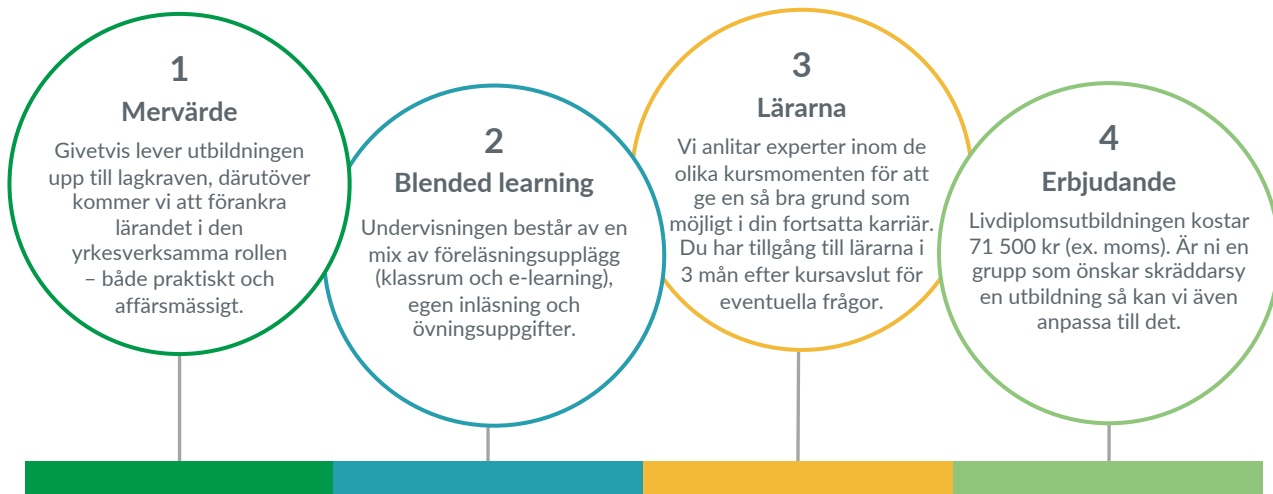 1
Mervärde
Givetvis lever utbildningen
upp till lagkraven, därutöver
kommer vi att förankra
lärandet i den
yrkesverksamma rollen
– både praktiskt och
affärsmässigt.
2
Blended learning
Undervisningen består av en
mix av föreläsningsupplägg
(klassrum och e-learning),
egen inläsning och
övningsuppgifter.
3
Lärarna
Vi anlitar experter inom de
olika kursmomenten för att
ge en så bra grund som
möjligt i din fortsatta karriär.
Du har tillgång till lärarna i
3 mån efter kursavslut för
eventuella frågor.
4
Erbjudande
Livdiplomsutbildningen kostar
71 500 kr (ex. moms). Är ni en
grupp som önskar skräddarsy
en utbildning så kan vi även
anpassa till det.